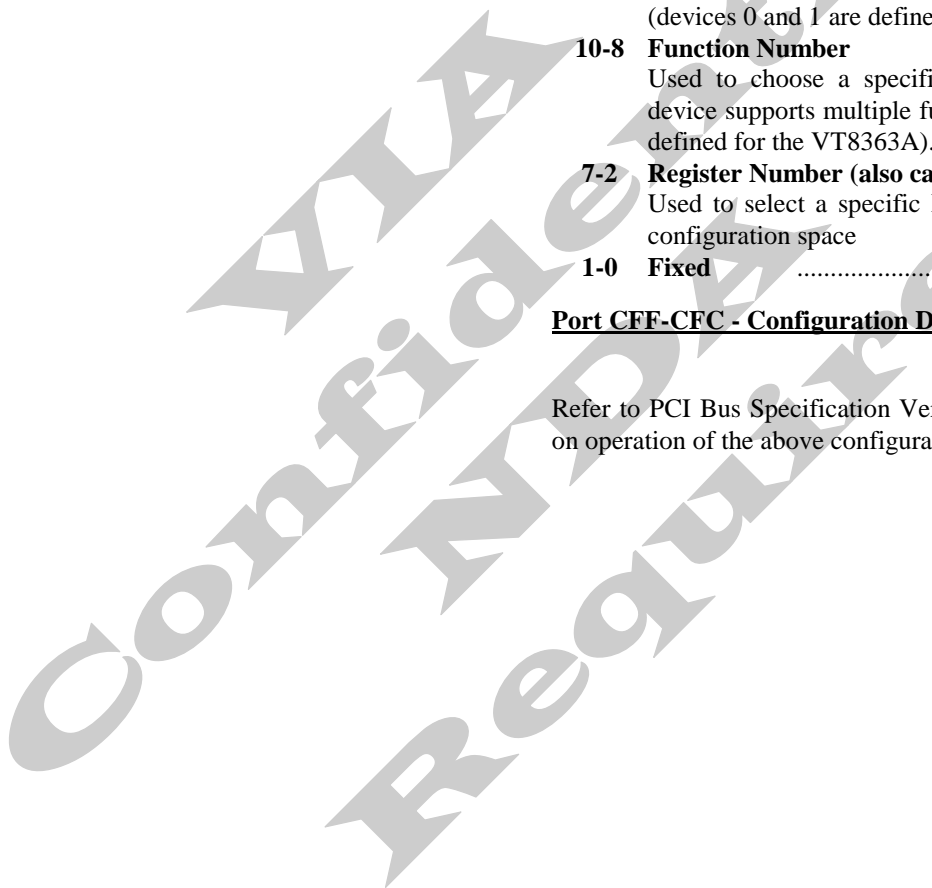 (devices 0 and 1 are define
10-8 Function Number
Used to choose a specifi
device supports multiple fu
defined for the VT8363A).
7-2 Register Number (also ca
Used to select a specific
configuration space
1-0 Fixed .....................
Port CFF-CFC - Configuration D
Refer to PCI Bus Specification Ver
on operation of the above configura
VIA
Confidential
NDA
Require